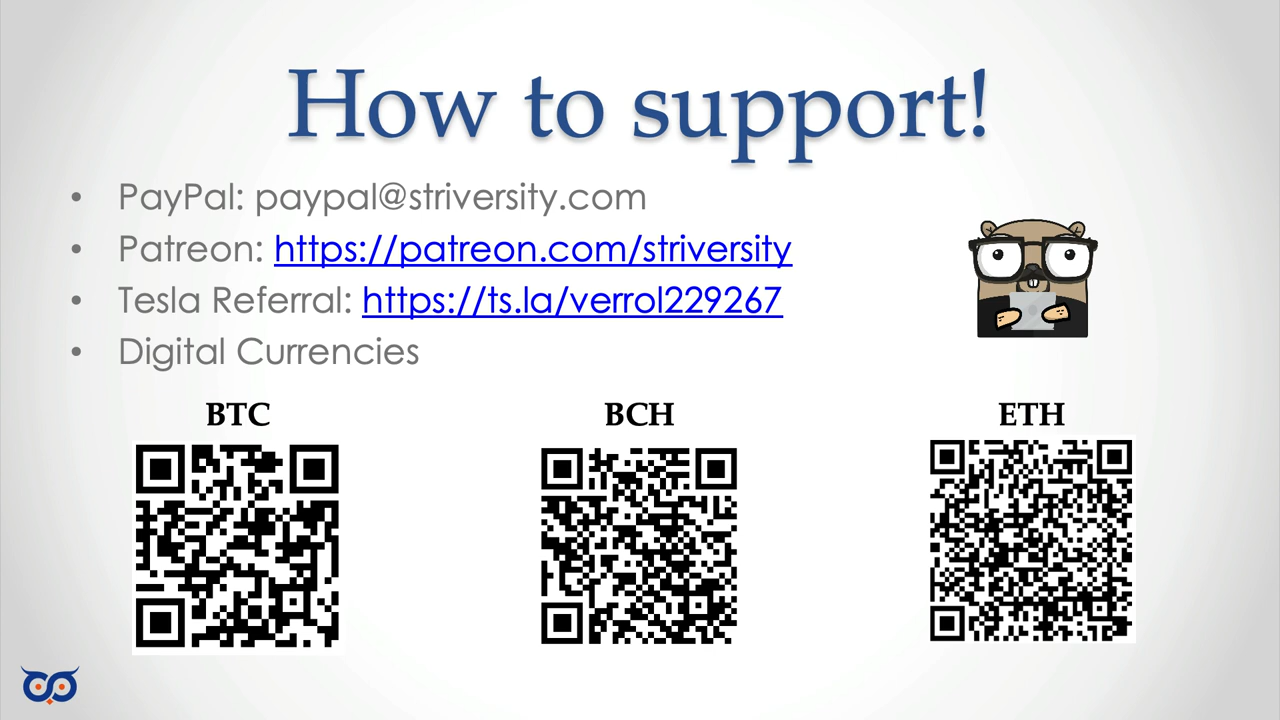 How to support!
• PayPal: paypal@striversity.com
• Patreon: https://patreon.com/striversity
• Tesla Referral: https://ts.la/verrol229267
• Digital Currencies
BTC BCH ETH